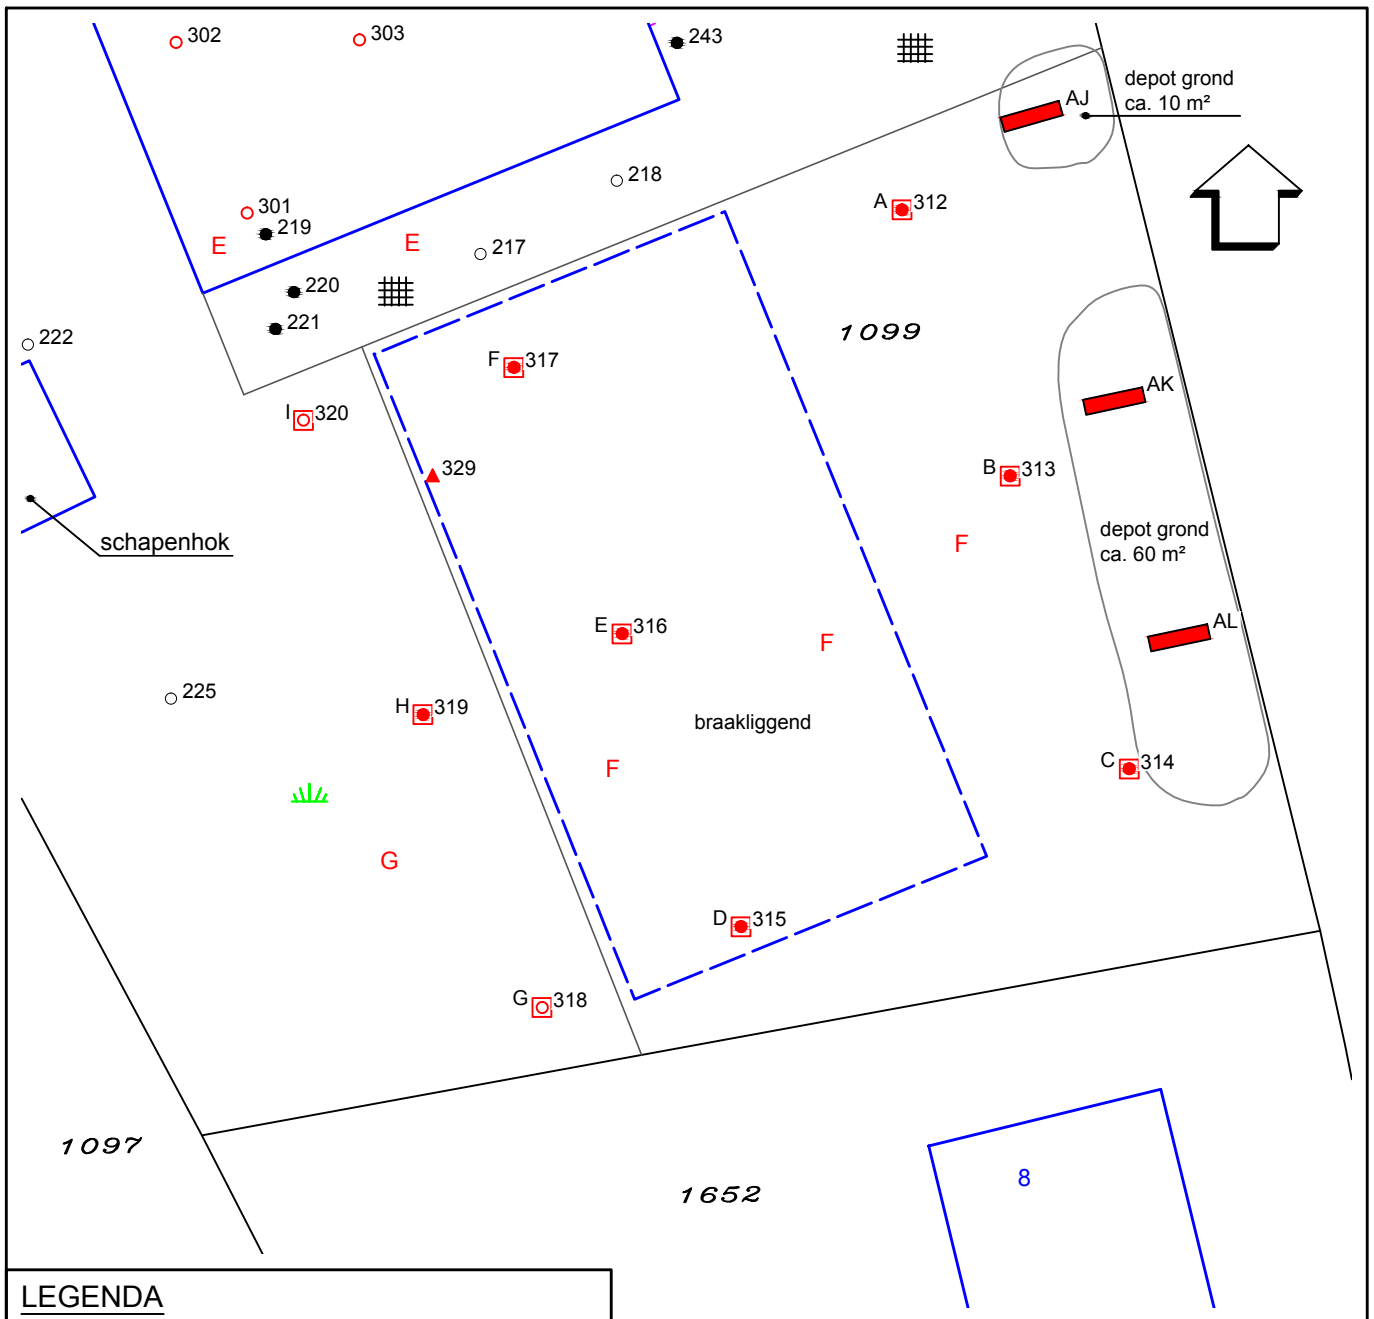 302
303
243
depot grond
ca. 10 m²
AJ
218
A 312
301
219
E
E
217
220
221
222
1099
F 317
AK
I 320
329
B 313
schapenhok
depot grond
ca. 60 m²
F
E 316
F
AL
225
H 319
braakliggend
F
C 314
G
D 315
G 318
1097
1652
8
LEGENDA